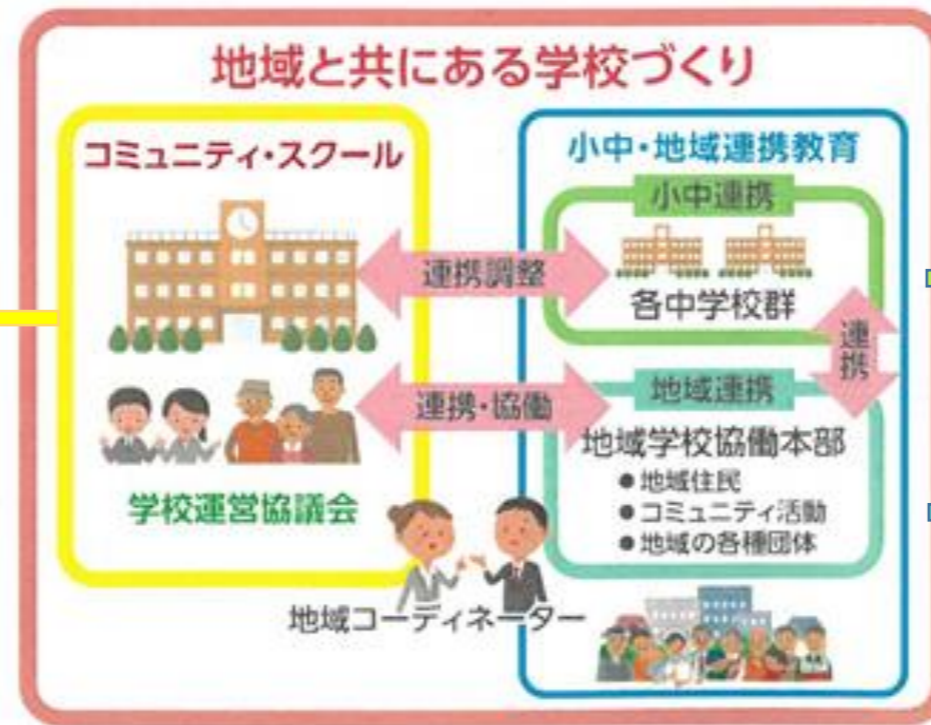 地域と共にある学校づくり
コミュニティ・スクール
学校運営協議会
連携調整
連携・協働
小中・地域連携教育
小中連携
各中学校群
連携
地域連携
地域学校協働本部
●地域住民
●コミュニティ活動
●地域の各種団体
地域コーディネーター